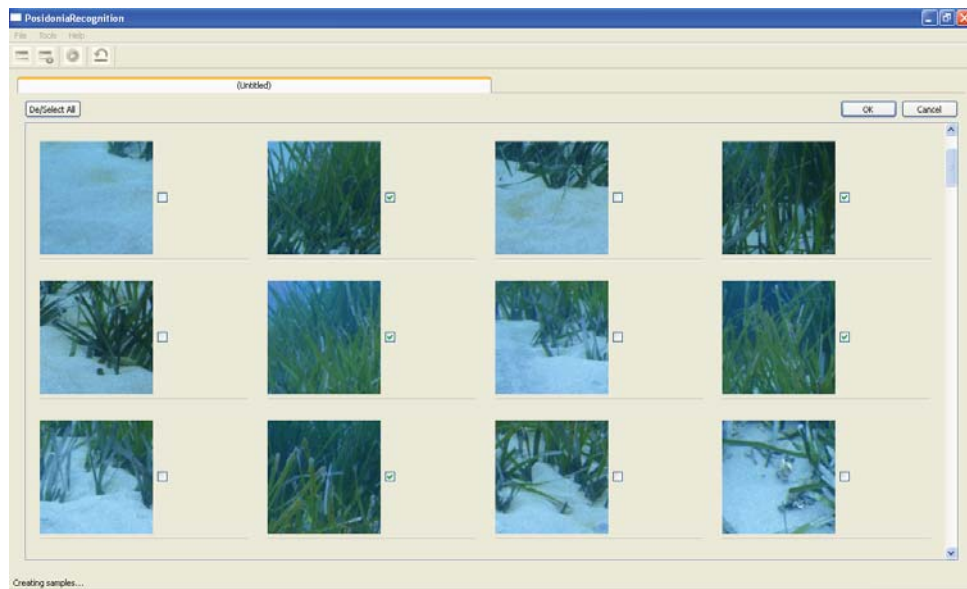 PosidoniaRecognition
File Tools Help
(Untitled)
De/Select All
OK Cancel
Creating samples...